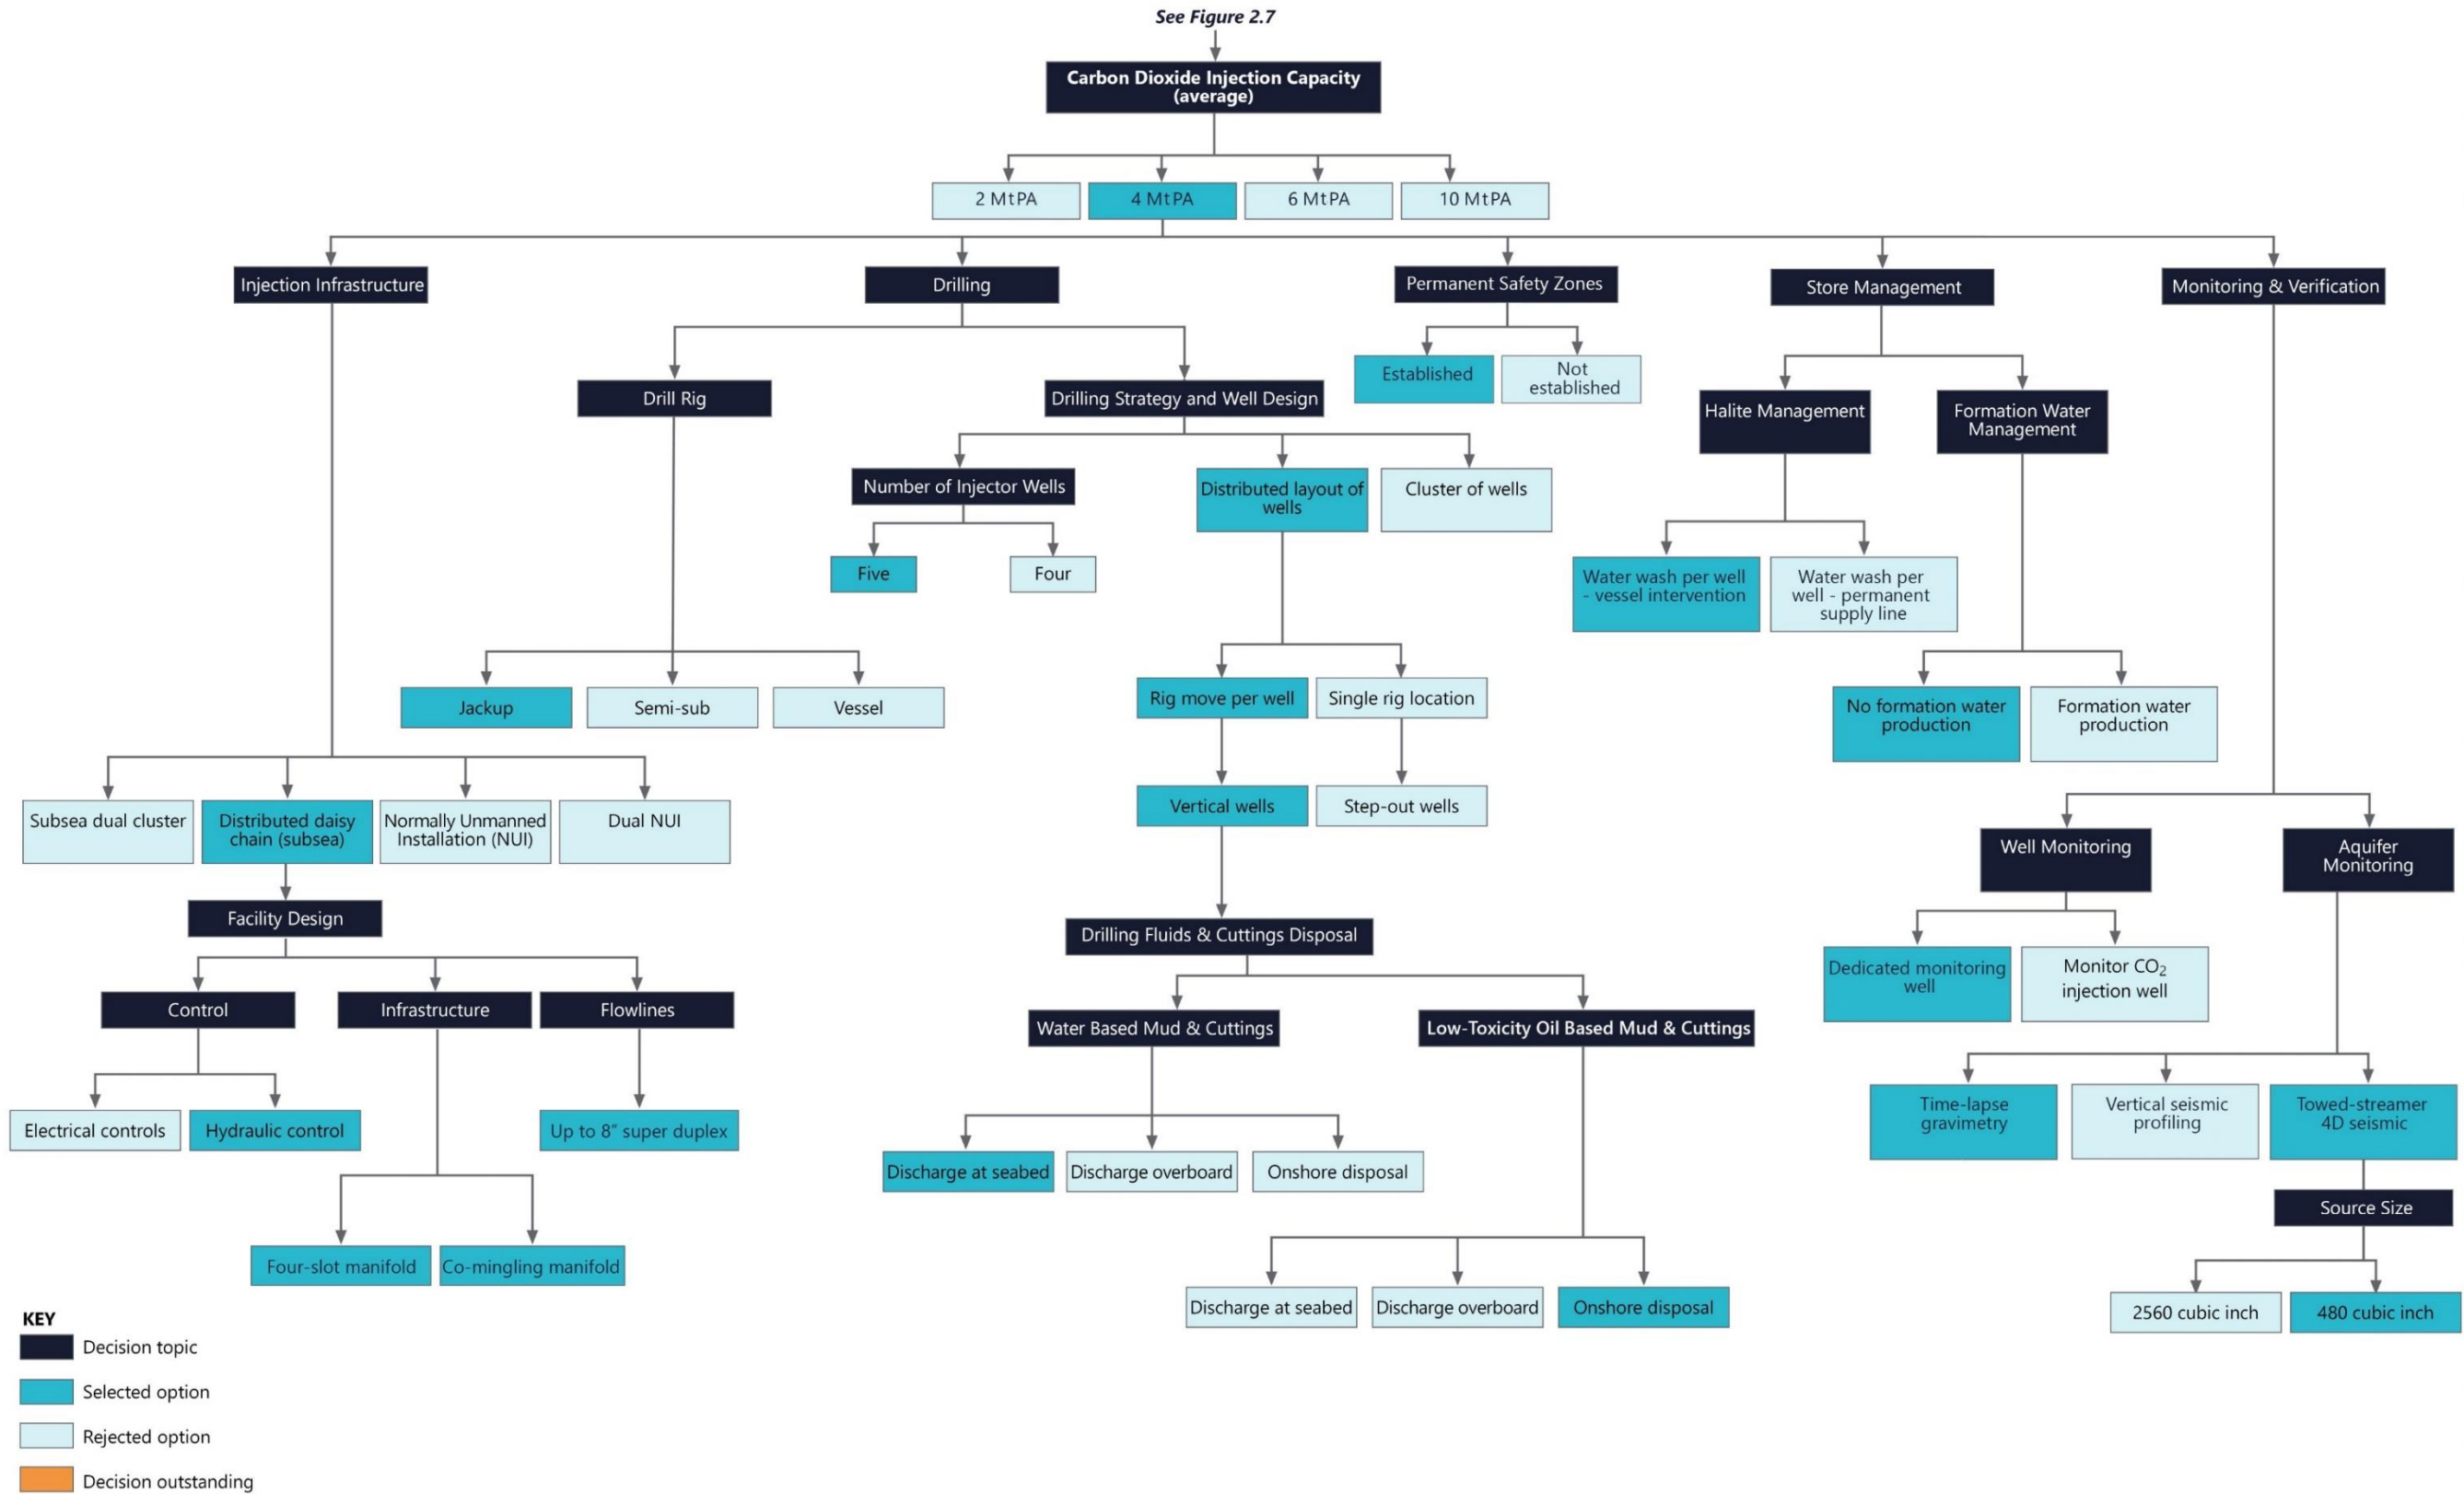 See Figure 2.7
Carbon Dioxide Injection Capacity
(average)
2 MtPA
4 MtPA
6 MtPA
10 MtPA
Injection Infrastructure
Drilling
Permanent Safety Zones
Store Management
Monitoring & Verification
Established
Not
established
Drill Rig
Drilling Strategy and Well Design
Halite Management
Formation Water
Management
Number of Injector Wells
Distributed layout of
wells
Cluster of wells
Five
Four
Water wash per well
- vessel intervention
Water wash per
well - permanent
supply line
Jackup
Semi-sub
Vessel
Rig move per well
Single rig location
No formation water
production
Formation water
production
Vertical wells
Step-out wells
Subsea dual cluster
Distributed daisy
chain (subsea)
Normally Unmanned
Installation (NUI)
Dual NUI
Well Monitoring
Aquifer
Monitoring
Facility Design
Drilling Fluids & Cuttings Disposal
Dedicated monitoring
well
Monitor CO₂
injection well
Control
Infrastructure
Flowlines
Water Based Mud & Cuttings
Low-Toxicity Oil Based Mud & Cuttings
Electrical controls
Hydraulic control
Up to 8" super duplex
Time-lapse
gravimetry
Vertical seismic
profiling
Towed-streamer
4D seismic
Discharge at seabed
Discharge overboard
Onshore disposal
Source Size
Four-slot manifold
Co-mingling manifold
Discharge at seabed
Discharge overboard
Onshore disposal
2560 cubic inch
480 cubic inch
KEY
Decision topic
Selected option
Rejected option
Decision outstanding